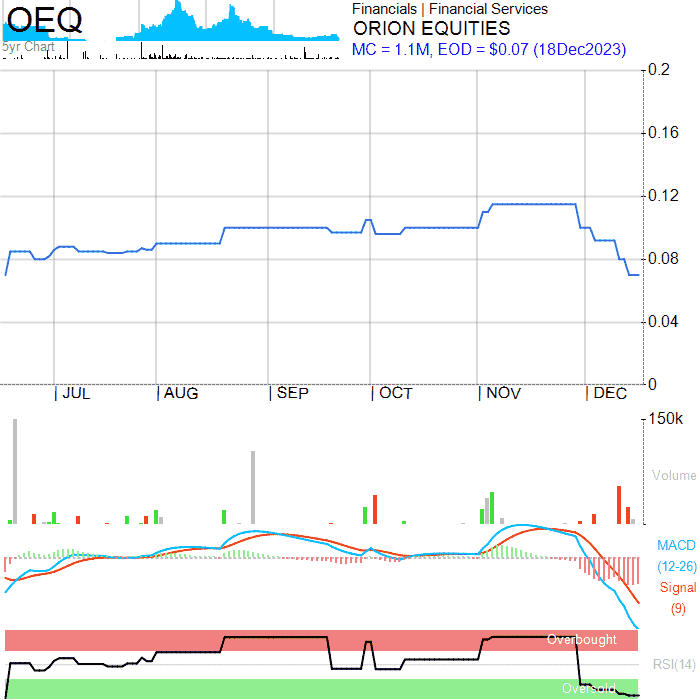 OEQ
5yr Chart
Financials | Financial Services
ORION EQUITIES
MC = 1.1M, EOD = $0.07 (18Dec2023)
0.2
0.16
0.12
0.08
0.04
0
| JUL | AUG | SEP | OCT | NOV | DEC
150k
Volume
MACD
(12-26)
Signal
(9)
Overbought
RSI(14)
Oversold